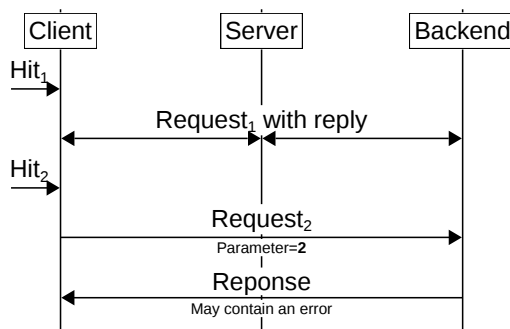 Client Server Backend
Hit₁
Request₁ with reply
Hit₂
Request₂
Parameter=2
Reponse
May contain an error